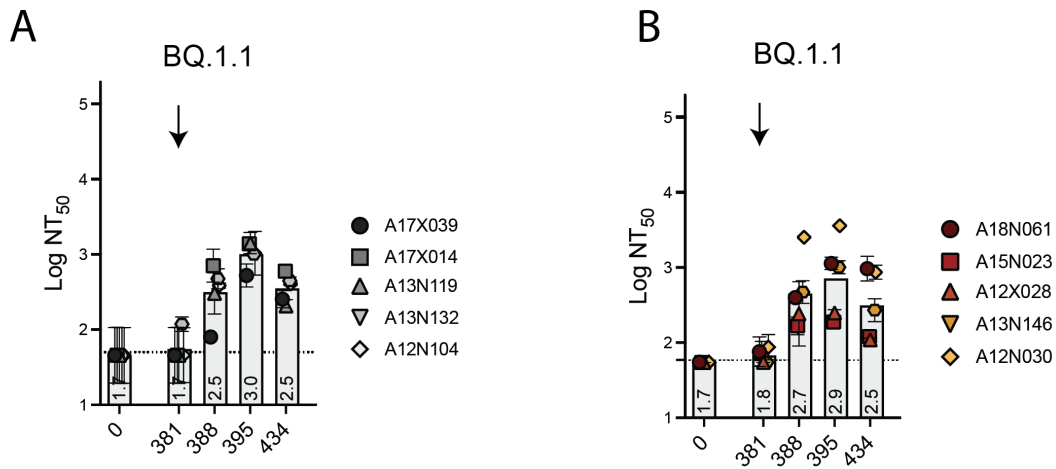 A
BQ.1.1
Log NT50
5
4
3
2
1
1.7
1.7
2.5
3.0
2.5
0
381
388
395
434
A17X039
A17X014
A13N119
A13N132
A12N104
B
BQ.1.1
Log NT50
5
4
3
2
1
1.7
1.8
2.7
2.9
2.5
0
381
388
395
434
A18N061
A15N023
A12X028
A13N146
A12N030